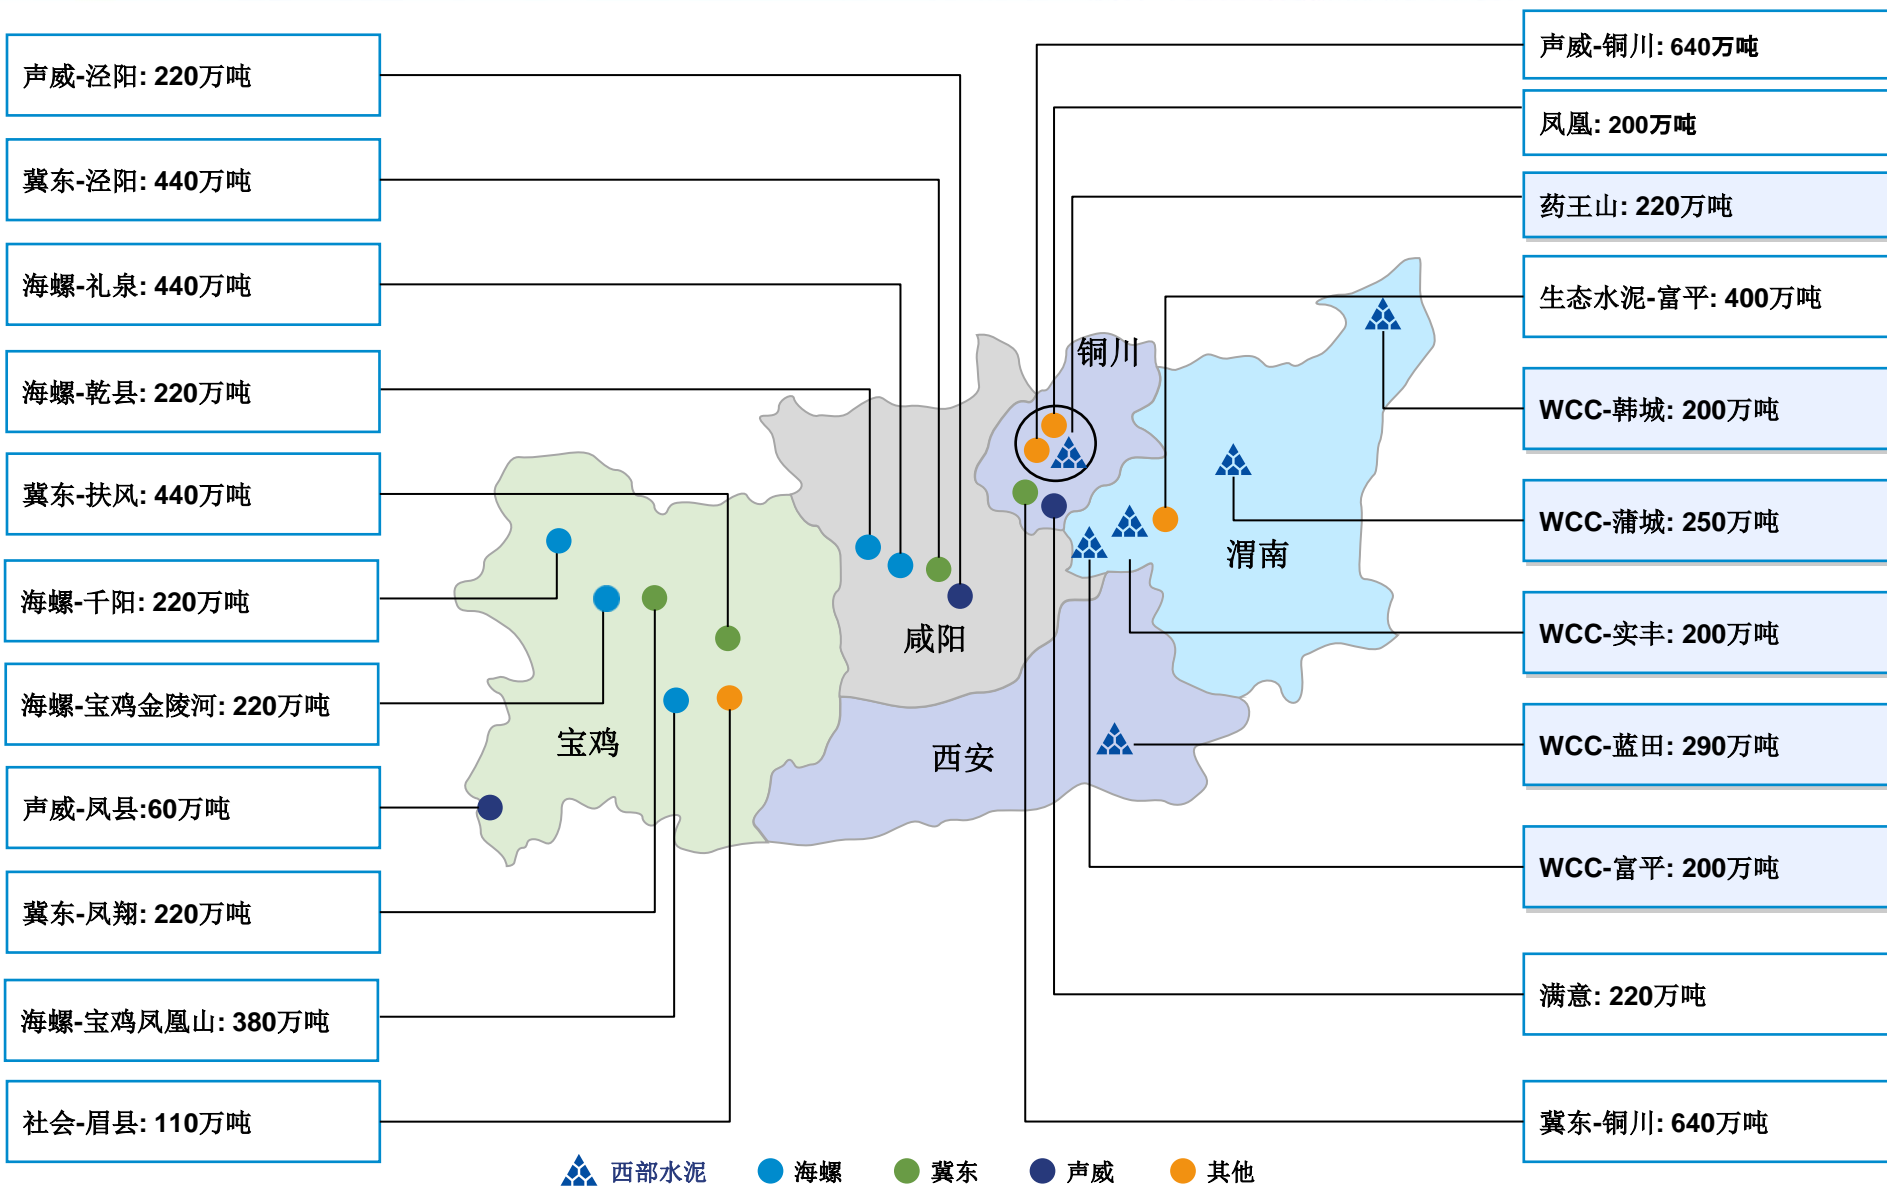 声威-泾阳: 220万吨
冀东-泾阳: 440万吨
海螺-礼泉: 440万吨
海螺-乾县: 220万吨
冀东-扶风: 440万吨
海螺-千阳: 220万吨
海螺-宝鸡金陵河: 220万吨
声威-凤县:60万吨
冀东-凤翔: 220万吨
海螺-宝鸡凤凰山: 380万吨
社会-眉县: 110万吨
铜川
渭南
咸阳
宝鸡
西安
声威-铜川: 640万吨
凤凰: 200万吨
药王山: 220万吨
生态水泥-富平: 400万吨
WCC-韩城: 200万吨
WCC-蒲城: 250万吨
WCC-实丰: 200万吨
WCC-蓝田: 290万吨
WCC-富平: 200万吨
满意: 220万吨
冀东-铜川: 640万吨
西部水泥
海螺
冀东
声威
其他